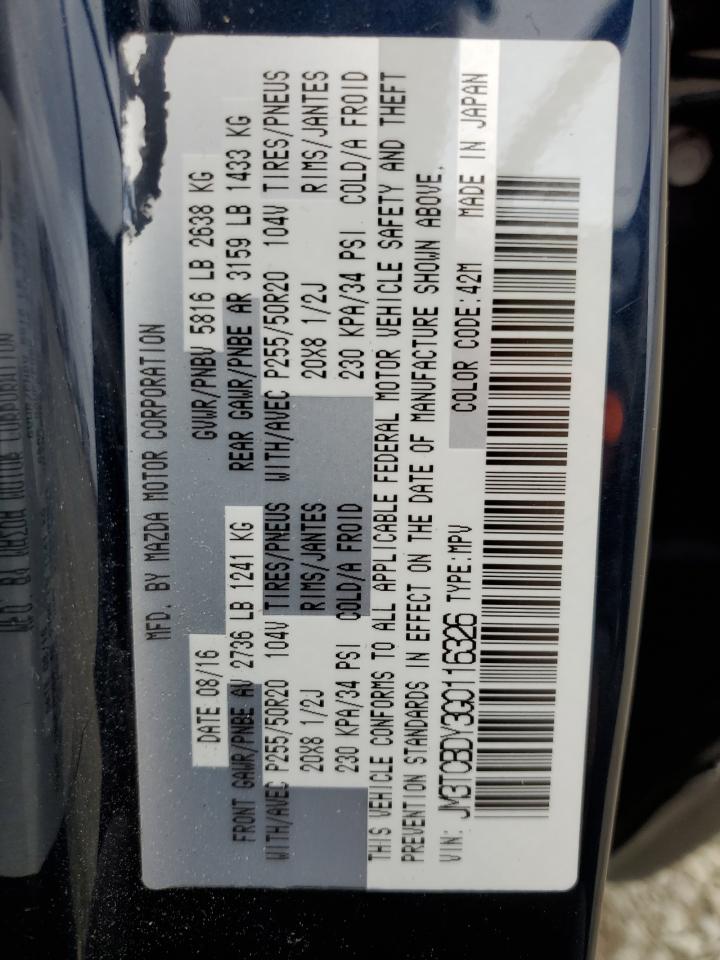 MFD. BY MAZDA MOTOR CORPORATION
DATE 08/16 GVWR/PNBV 5816 LB 2638 KG
FRONT GAWR/PNBE AV 2736 LB 1241 KG REAR GAWR/PNBE AR 3159 LB 1433 KG
WITH/AVEC P255/50R20 104V TIRES/PNEUS WITH/AVEC P255/50R20 104V TIRES/PNEUS
20X8 1/2J RIMS/JANTES 20X8 1/2J RIMS/JANTES
230 KPA/34 PSI COLD/A FROID 230 KPA/34 PSI COLD/A FROID
THIS VEHICLE CONFORMS TO ALL APPLICABLE FEDERAL MOTOR VEHICLE SAFETY AND THEFT
PREVENTION STANDARDS IN EFFECT ON THE DATE OF MANUFACTURE SHOWN ABOVE.
VIN: JM3TCBDY3G0116326 TYPE:MPV COLOR CODE:42M MADE IN JAPAN